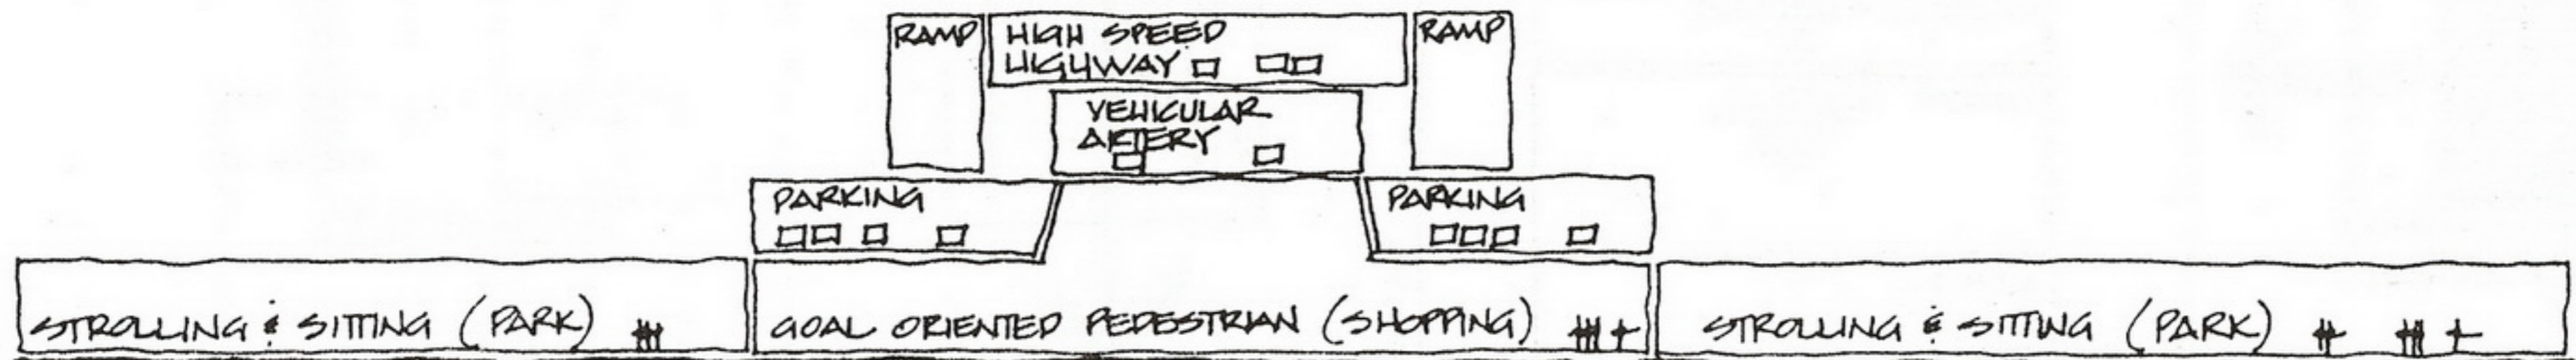 RAMP
HIGH SPEED
HIGHWAY
RAMP
VEHICULAR
ARTERY
PARKING
PARKING
STROLLING & SITTING (PARK)
GOAL ORIENTED PEDESTRIAN (SHOPPING)
STROLLING & SITTING (PARK)